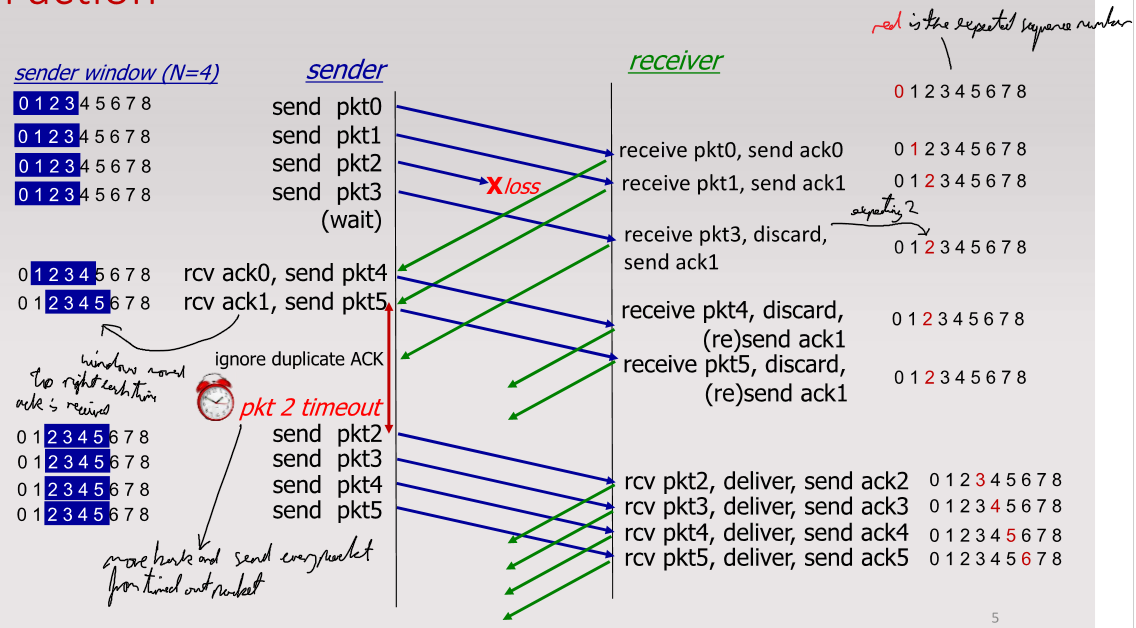 red is the expected sequence number
sender window (N=4)
sender
receiver
0 1 2 3 4 5 6 7 8
0 1 2 3 4 5 6 7 8
send pkt0
0 1 2 3 4 5 6 7 8
send pkt1
receive pkt0, send ack0
0 1 2 3 4 5 6 7 8
0 1 2 3 4 5 6 7 8
send pkt2
X loss
receive pkt1, send ack1
0 1 2 3 4 5 6 7 8
0 1 2 3 4 5 6 7 8
send pkt3
(wait)
expecting 2
receive pkt3, discard,
send ack1
0 1 2 3 4 5 6 7 8
0 1 2 3 4 5 6 7 8
rcv ack0, send pkt4
0 1 2 3 4 5 6 7 8
rcv ack1, send pkt5
receive pkt4, discard,
(re)send ack1
0 1 2 3 4 5 6 7 8
ignore duplicate ACK
receive pkt5, discard,
(re)send ack1
0 1 2 3 4 5 6 7 8
window moved
to right each time
ack is received
pkt 2 timeout
0 1 2 3 4 5 6 7 8
send pkt2
0 1 2 3 4 5 6 7 8
send pkt3
0 1 2 3 4 5 6 7 8
send pkt4
0 1 2 3 4 5 6 7 8
send pkt5
rcv pkt2, deliver, send ack2
0 1 2 3 4 5 6 7 8
rcv pkt3, deliver, send ack3
0 1 2 3 4 5 6 7 8
rcv pkt4, deliver, send ack4
0 1 2 3 4 5 6 7 8
rcv pkt5, deliver, send ack5
0 1 2 3 4 5 6 7 8
move back and send every packet
from timed out packet
5